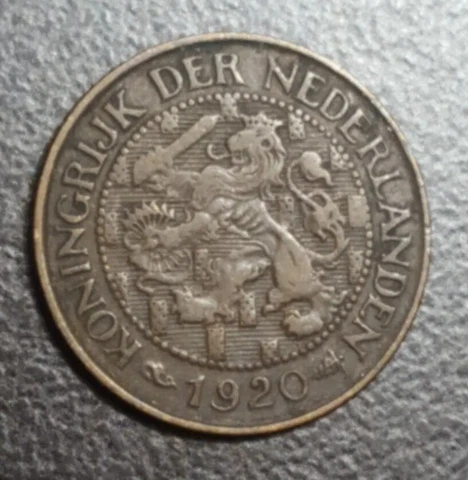 KONINGRIJK DER NEDERLANDEN
1920